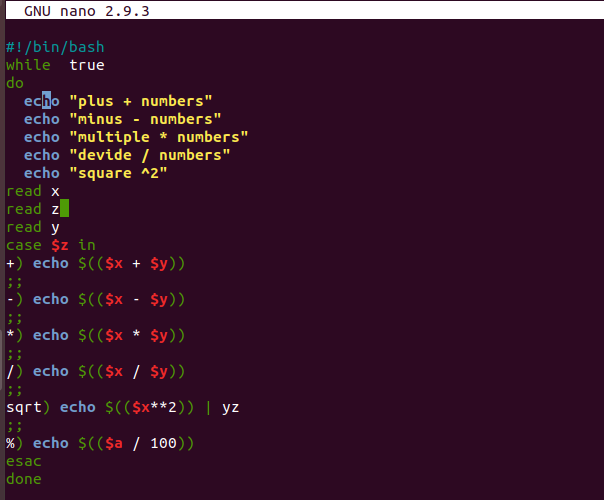 GNU nano 2.9.3
#!/bin/bash
while  true
do
  echo "plus + numbers"
  echo "minus - numbers"
  echo "multiple * numbers"
  echo "devide / numbers"
  echo "square ^2"
read x
read z
read y
case $z in
+) echo $(($x + $y))
;;
-) echo $(($x - $y))
;;
*) echo $(($x * $y))
;;
/) echo $(($x / $y))
;;
sqrt) echo $(($x**2)) | yz
;;
%) echo $(($a / 100))
esac
done